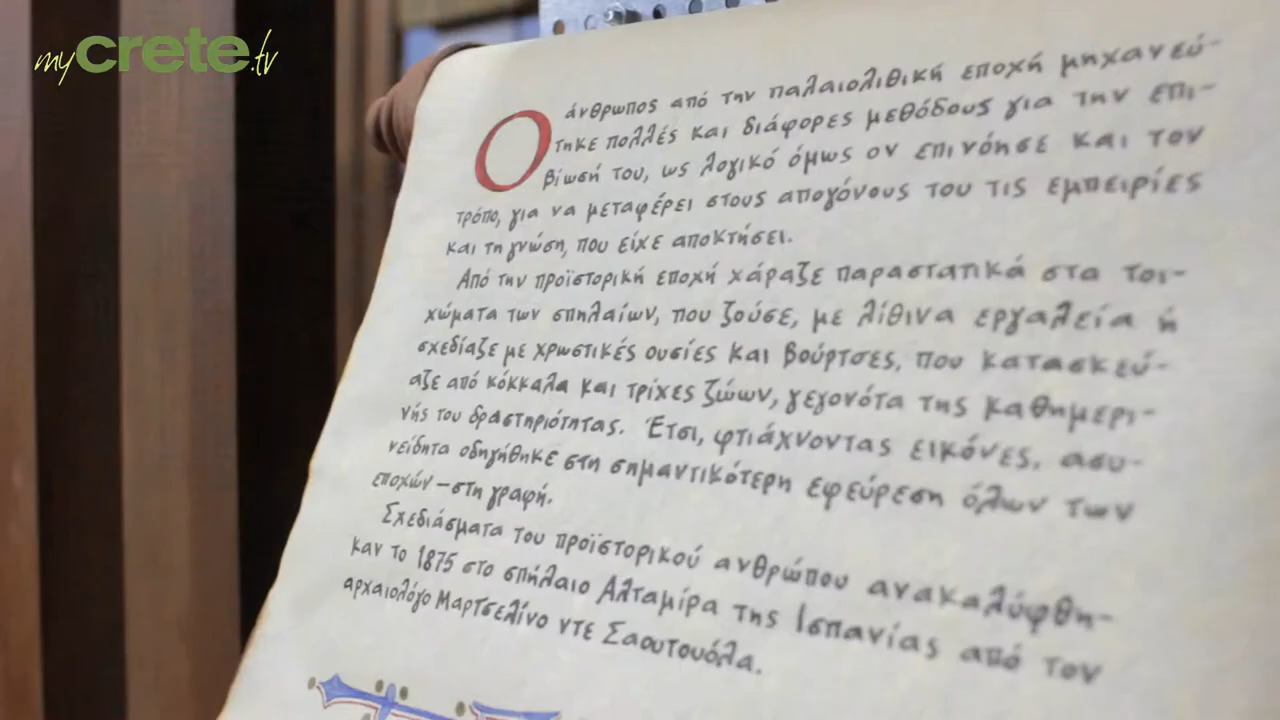 mycrete.tv
Ο άνθρωπος από την παλαιολιθική εποχή μηχανεύ-
τηκε πολλές και διάφορες μεθόδους για την επι-
βίωσή του, ως λογικό όμως ον επινόησε και τον
τρόπο, για να μεταφέρει στους απογόνους του τις εμπειρίες
και τη γνώση, που είχε αποκτήσει.
Από την προϊστορική εποχή χάραζε παραστατικά στα τοι-
χώματα των σπηλαίων, που ζούσε, με λίθινα εργαλεία ή
σχεδίαζε με χρωστικές ουσίες και βούρτσες, που κατασκεύ-
αζε από κόκκαλα και τρίχες ζώων, γεγονότα της καθημερι-
νής του δραστηριότητας. Έτσι, φτιάχνοντας εικόνες, ασυ-
νείδητα οδηγήθηκε στη σημαντικότερη εφεύρεση όλων των
εποχών – στη γραφή.
Σχεδιάσματα του προϊστορικού ανθρώπου ανακαλύφθη-
καν το 1875 στο σπήλαιο Αλταμίρα της Ισπανίας από τον
αρχαιολόγο Μαρτσελίνο ντε Σαουτουόλα.